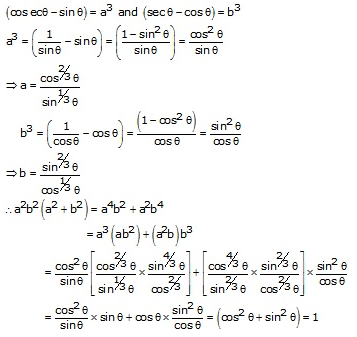 (cosecθ − sinθ) = a³ and (secθ − cosθ) = b³
a³ = (1/sinθ − sinθ) = ((1 − sin²θ)/sinθ) = cos²θ/sinθ
⇒ a = cos^(2/3)θ / sin^(1/3)θ
b³ = (1/cosθ − cosθ) = (1 − cos²θ)/cosθ = sin²θ/cosθ
⇒ b = sin^(2/3)θ / cos^(1/3)θ
∴ a²b²(a² + b²) = a⁴b² + a²b⁴
= a³(ab²) + (a²b)b³
= cos²θ/sinθ [cos^(2/3)θ / sin^(1/3)θ × sin^(4/3)θ / cos^(2/3)] + [cos^(4/3)θ / sin^(2/3)θ × sin^(2/3)θ / cos^(1/3)θ] × sin²θ/cosθ
= cos²θ/sinθ × sinθ + cosθ × sin²θ/cosθ = (cos²θ + sin²θ) = 1